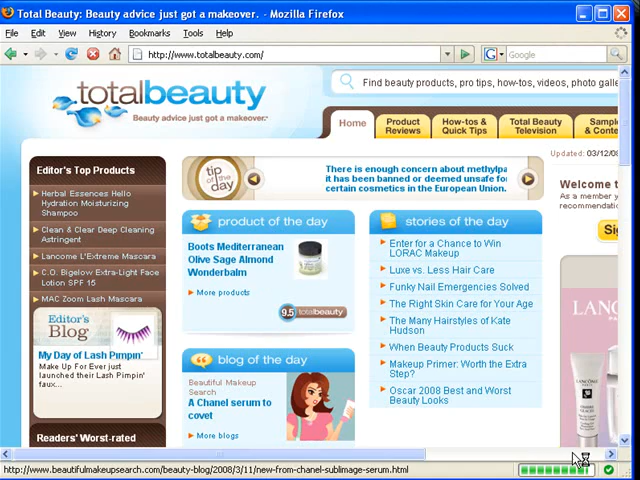 Total Beauty: Beauty advice just got a makeover. - Mozilla Firefox
File Edit View History Bookmarks Tools Help
http://www.totalbeauty.com/
G Google
totalbeauty
Beauty advice just got a makeover.
Find beauty products, pro tips, how-tos, videos, photo galle
Home
Product Reviews
How-tos & Quick Tips
Total Beauty Television
Sampl & Conte
Updated: 03/12/08
Editor's Top Products
Herbal Essences Hello
Hydration Moisturizing
Shampoo
Clean & Clear Deep Cleaning
Astringent
Lancome L'Extreme Mascara
C.O. Bigelow Extra-Light Face
Lotion SPF 15
MAC Zoom Lash Mascara
Editor's
Blog
My Day of Lash Pimpin'
Make Up For Ever just
launched their Lash Pimpin'
faux...
Readers' Worst-rated
tip
of the
day
There is enough concern about methylpa
it has been banned or deemed unsafe fo
certain cosmetics in the European Union.
product of the day
Boots Mediterranean
Olive Sage Almond
Wonderbalm
More products
9.5 totalbeauty
blog of the day
Beautiful Makeup
Search
A Chanel serum to
covet
More blogs
stories of the day
Enter for a Chance to Win
LORAC Makeup
Luxe vs. Less Hair Care
Funky Nail Emergencies Solved
The Right Skin Care for Your Age
The Many Hairstyles of Kate
Hudson
When Beauty Products Suck
Makeup Primer: Worth the Extra
Step?
Oscar 2008 Best and Worst
Beauty Looks
Welcome t
As a member y
recommendatio
Sig
LANC
http://www.beautifulmakeupsearch.com/beauty-blog/2008/3/11/new-from-chanel-sublimage-serum.html